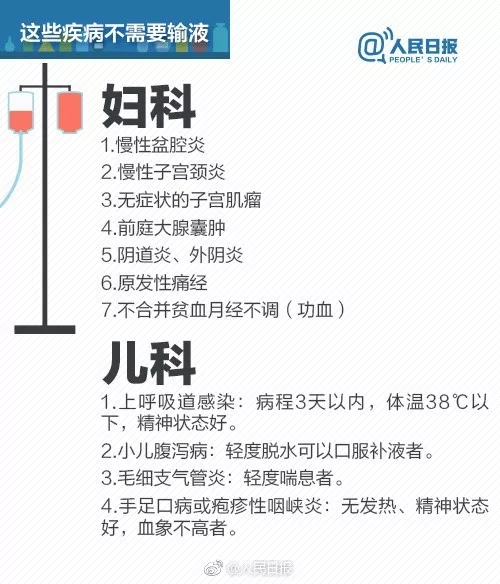 这些疾病不需要输液
@人民日报
PEOPLE'S DAILY
妇科
1.慢性盆腔炎
2.慢性子宫颈炎
3.无症状的子宫肌瘤
4.前庭大腺囊肿
5.阴道炎、外阴炎
6.原发性痛经
7.不合并贫血月经不调（功血）
儿科
1.上呼吸道感染：病程3天以内，体温38℃以
下，精神状态好。
2.小儿腹泻病：轻度脱水可以口服补液者。
3.毛细支气管炎：轻度喘息者。
4.手足口病或疱疹性咽峡炎：无发热、精神状态
好，血象不高者。
@人民日报